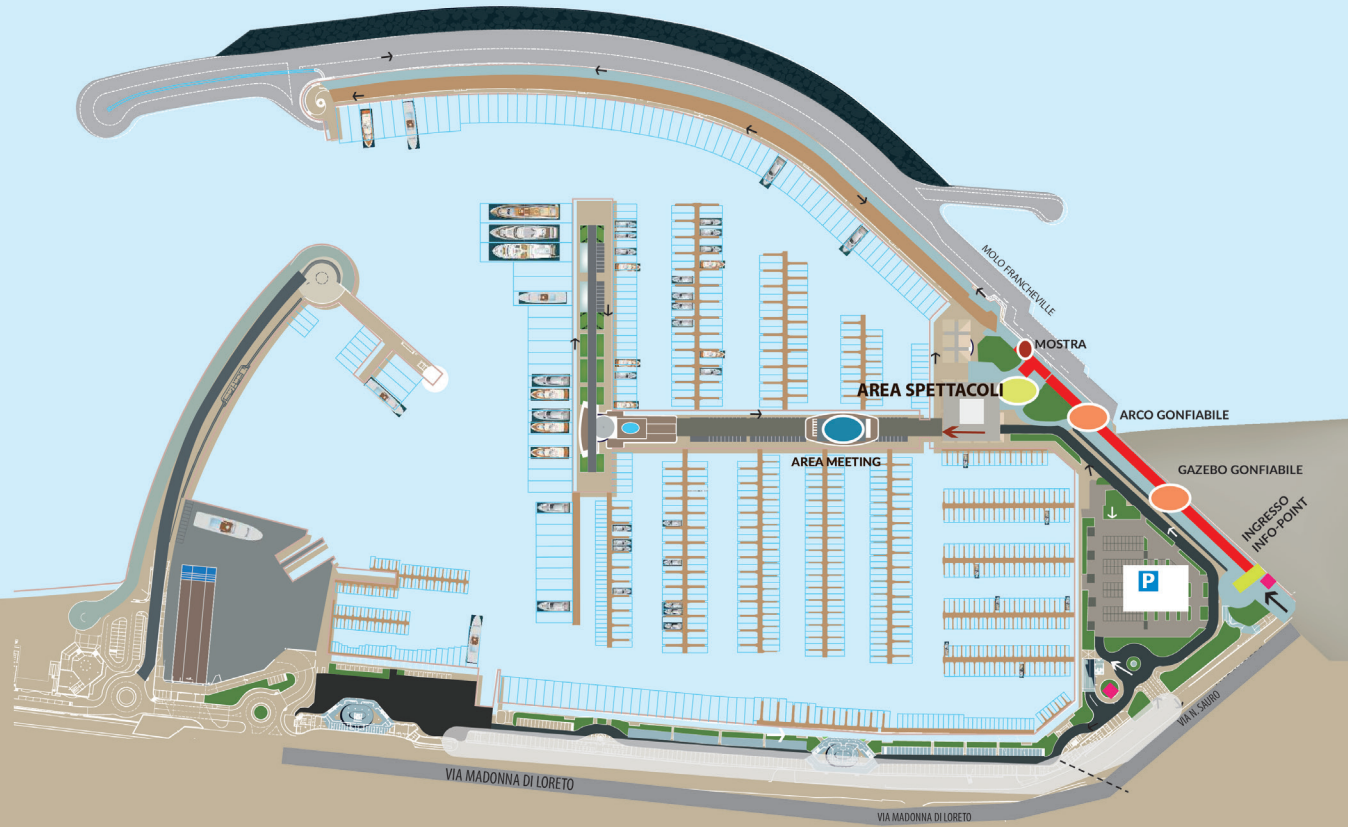 MOLO FRANCHEVILLE
MOSTRA
AREA SPETTACOLI
ARCO GONFIABILE
AREA MEETING
GAZEBO GONFIABILE
INGRESSO
INFO-POINT
P
VIA N. SAURO
VIA MADONNA DI LORETO
VIA MADONNA DI LORETO